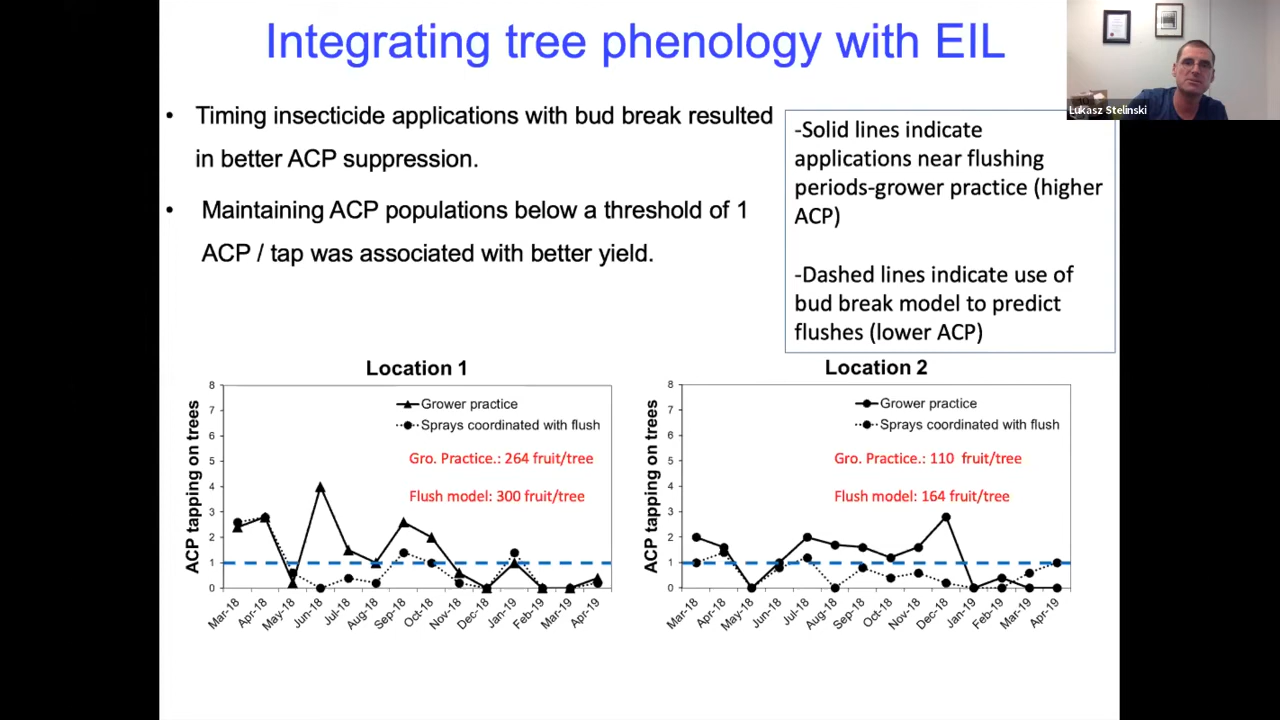 Integrating tree phenology with EIL
Lukasz Stelinski
• Timing insecticide applications with bud break resulted
in better ACP suppression.
• Maintaining ACP populations below a threshold of 1
ACP / tap was associated with better yield.
-Solid lines indicate
applications near flushing
periods-grower practice (higher
ACP)
-Dashed lines indicate use of
bud break model to predict
flushes (lower ACP)
Location 1
ACP tapping on trees
8
7
6
5
4
3
2
1
0
Grower practice
Sprays coordinated with flush
Gro. Practice.: 264 fruit/tree
Flush model: 300 fruit/tree
Mar-18
Apr-18
May-18
Jun-18
Jul-18
Aug-18
Sep-18
Oct-18
Nov-18
Dec-18
Jan-19
Feb-19
Mar-19
Apr-19
Location 2
ACP tapping on trees
8
7
6
5
4
3
2
1
0
Grower practice
Sprays coordinated with flush
Gro. Practice.: 110 fruit/tree
Flush model: 164 fruit/tree
Mar-18
Apr-18
May-18
Jun-18
Jul-18
Aug-18
Sep-18
Oct-18
Nov-18
Dec-18
Jan-19
Feb-19
Mar-19
Apr-19